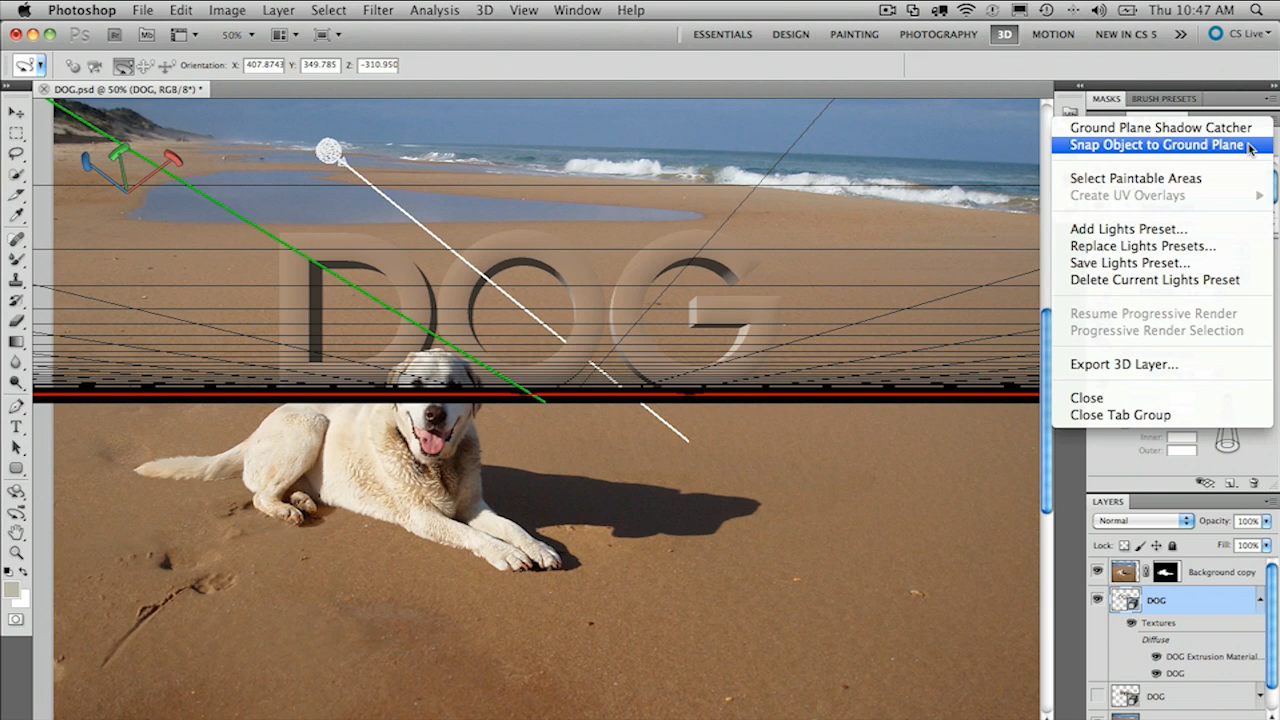 Photoshop File Edit Image Layer Select Filter Analysis 3D View Window Help Thu 10:47 AM
Ps Br Mb 50% ESSENTIALS DESIGN PAINTING PHOTOGRAPHY 3D MOTION NEW IN CS 5 CS Live
Orientation: X: 407.8743 Y: 349.785 Z: -310.950
DOG.psd @ 50% (DOG, RGB/8*) *
MASKS BRUSH PRESETS
Ground Plane Shadow Catcher
Snap Object to Ground Plane
Select Paintable Areas
Create UV Overlays
Add Lights Preset...
Replace Lights Presets...
Save Lights Preset...
Delete Current Lights Preset
Resume Progressive Render
Progressive Render Selection
Export 3D Layer...
Close
Close Tab Group
DOG
Inner:
Outer:
LAYERS
Normal Opacity: 100%
Lock: Fill: 100%
Background copy
DOG
Textures
Diffuse
DOG Extrusion Material...
DOG
DOG